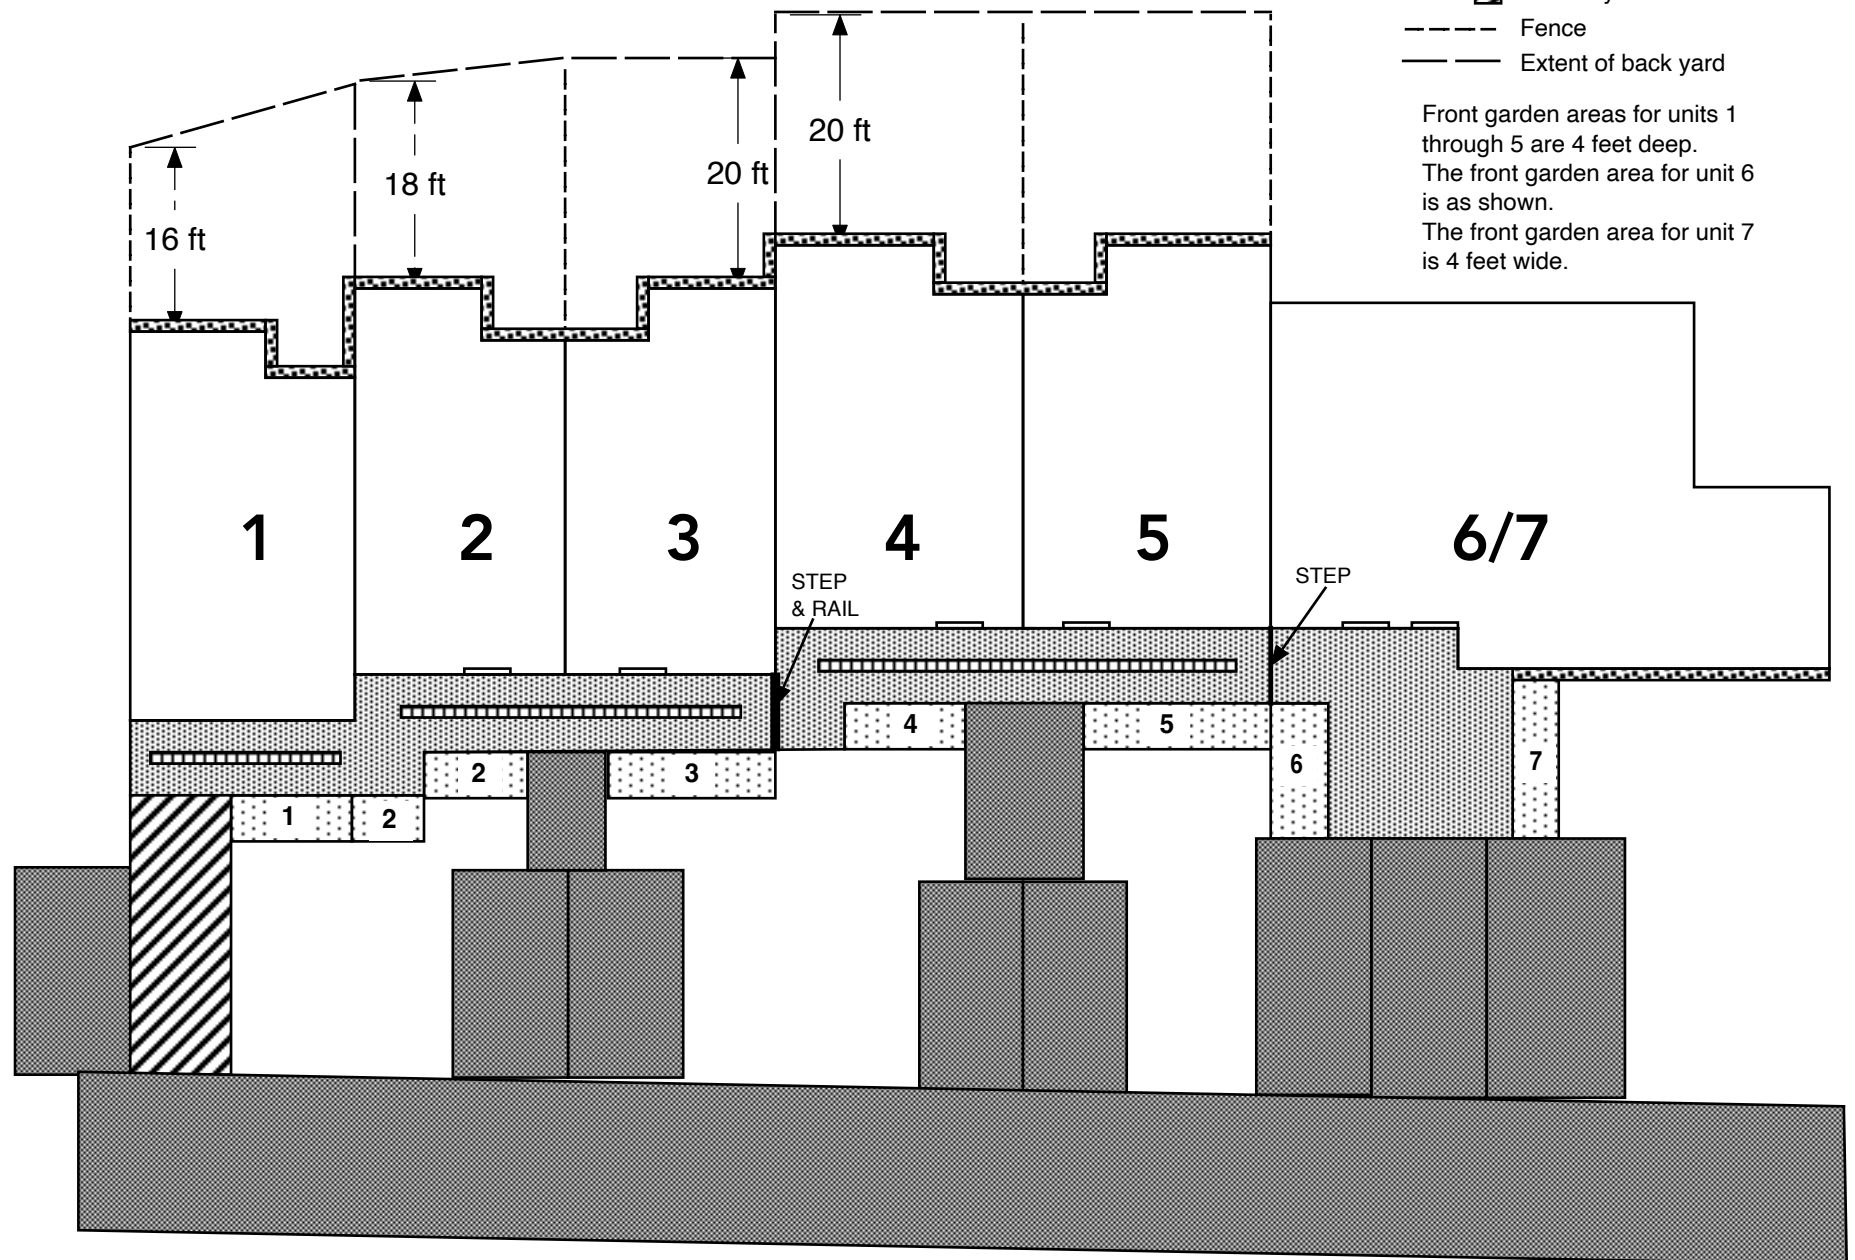 Fence
Extent of back yard
Front garden areas for units 1
through 5 are 4 feet deep.
The front garden area for unit 6
is as shown.
The front garden area for unit 7
is 4 feet wide.
20 ft
18 ft
20 ft
16 ft
1
2
3
4
5
6/7
STEP
& RAIL
STEP
4
5
2
3
6
7
1
2